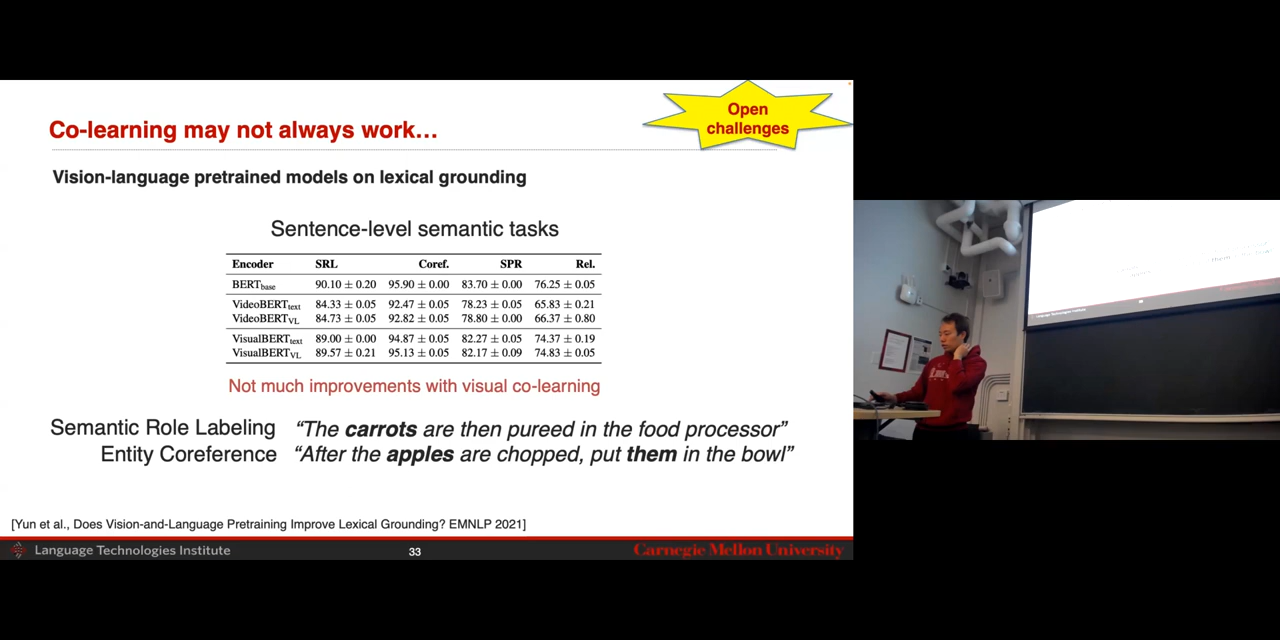 Co-learning may not always work…
Open
challenges
Vision-language pretrained models on lexical grounding
Sentence-level semantic tasks
Encoder SRL Coref. SPR Rel.
BERTbase 90.10 ± 0.20 95.90 ± 0.00 83.70 ± 0.00 76.25 ± 0.05
VideoBERTtext 84.33 ± 0.05 92.47 ± 0.05 78.23 ± 0.05 65.83 ± 0.21
VideoBERTVL 84.73 ± 0.05 92.82 ± 0.05 78.80 ± 0.00 66.37 ± 0.80
VisualBERTtext 89.00 ± 0.00 94.87 ± 0.05 82.27 ± 0.05 74.37 ± 0.19
VisualBERTVL 89.57 ± 0.21 95.13 ± 0.05 82.17 ± 0.09 74.83 ± 0.05
Not much improvements with visual co-learning
Semantic Role Labeling “The carrots are then pureed in the food processor”
Entity Coreference “After the apples are chopped, put them in the bowl”
[Yun et al., Does Vision-and-Language Pretraining Improve Lexical Grounding? EMNLP 2021]
Language Technologies Institute 33 Carnegie Mellon University